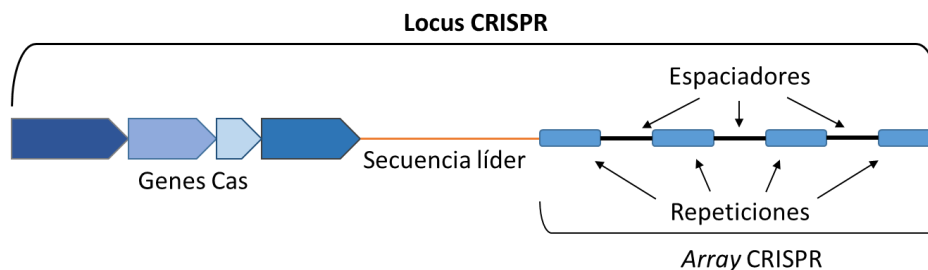 Locus CRISPR
Espaciadores
Secuencia líder
Genes Cas
Repeticiones
Array CRISPR